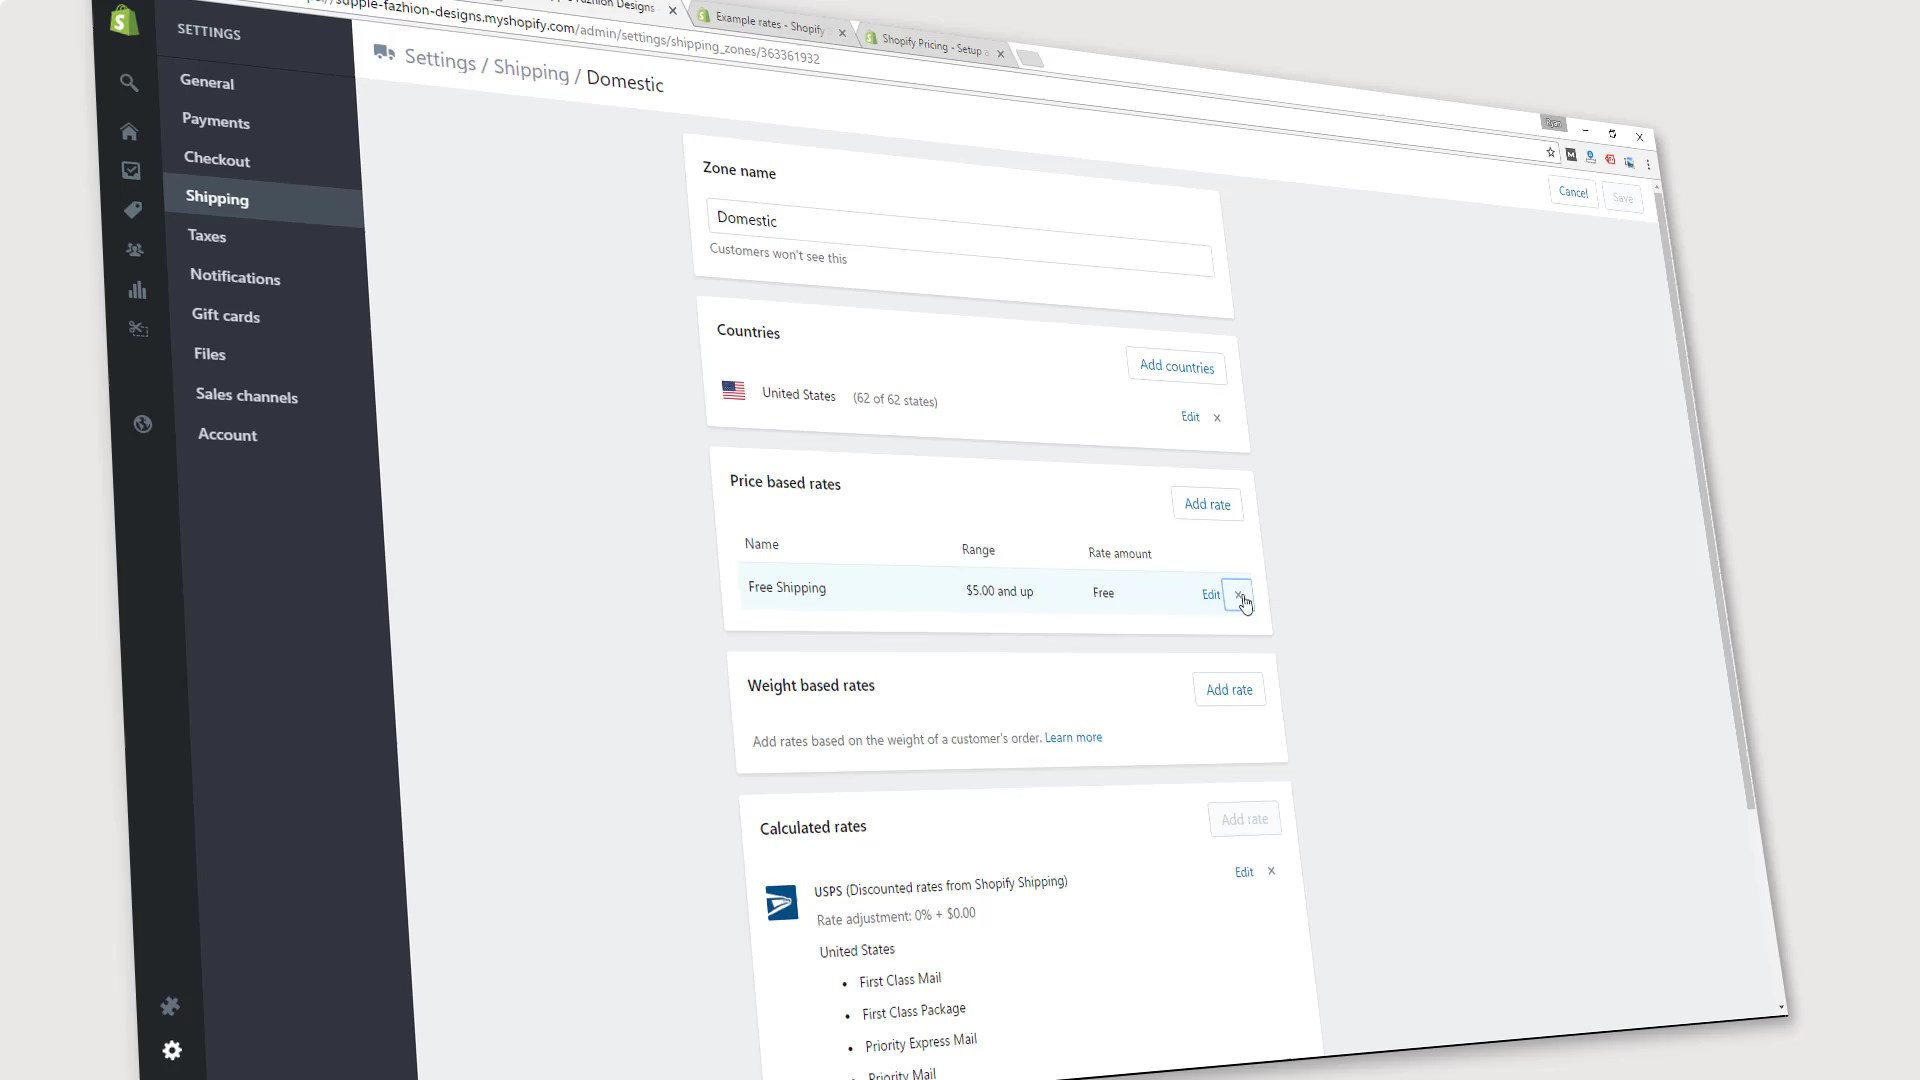 Fazhion Designs
Example rates - Shopify
Shopify Pricing - Setup a
-fazhion-designs.myshopify.com/admin/settings/shipping_zones/363361932
Ryan
SETTINGS
General
Payments
Checkout
Shipping
Taxes
Notifications
Gift cards
Files
Sales channels
Account
Settings / Shipping / Domestic
Cancel
Save
Zone name
Domestic
Customers won't see this
Countries
Add countries
United States (62 of 62 states)
Edit ×
Price based rates
Add rate
Name Range Rate amount
Free Shipping $5.00 and up Free Edit ×
Weight based rates
Add rate
Add rates based on the weight of a customer's order. Learn more
Calculated rates
Add rate
USPS (Discounted rates from Shopify Shipping)
Edit ×
Rate adjustment: 0% + $0.00
United States
• First Class Mail
• First Class Package
• Priority Express Mail
• Priority Mail